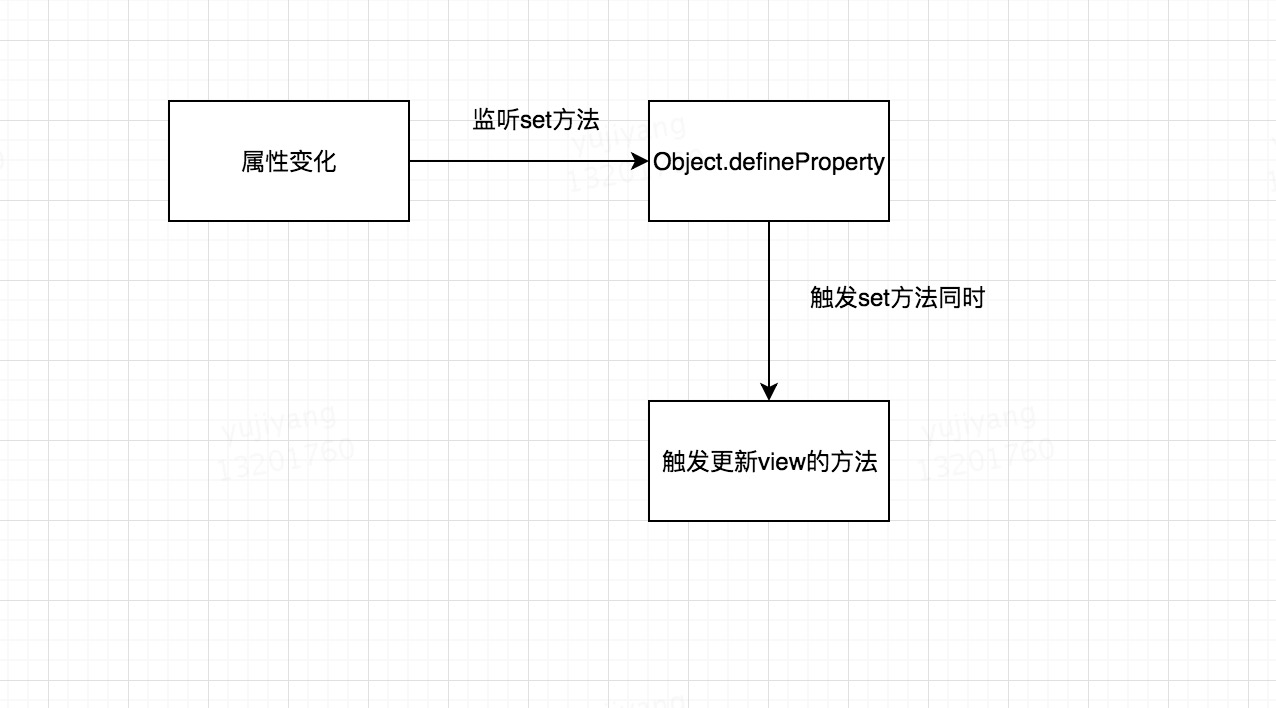 监听set方法
属性变化
Object.defineProperty
触发set方法同时
触发更新view的方法
yujiyang
13201760
yujiyang
13201760
yujiyang